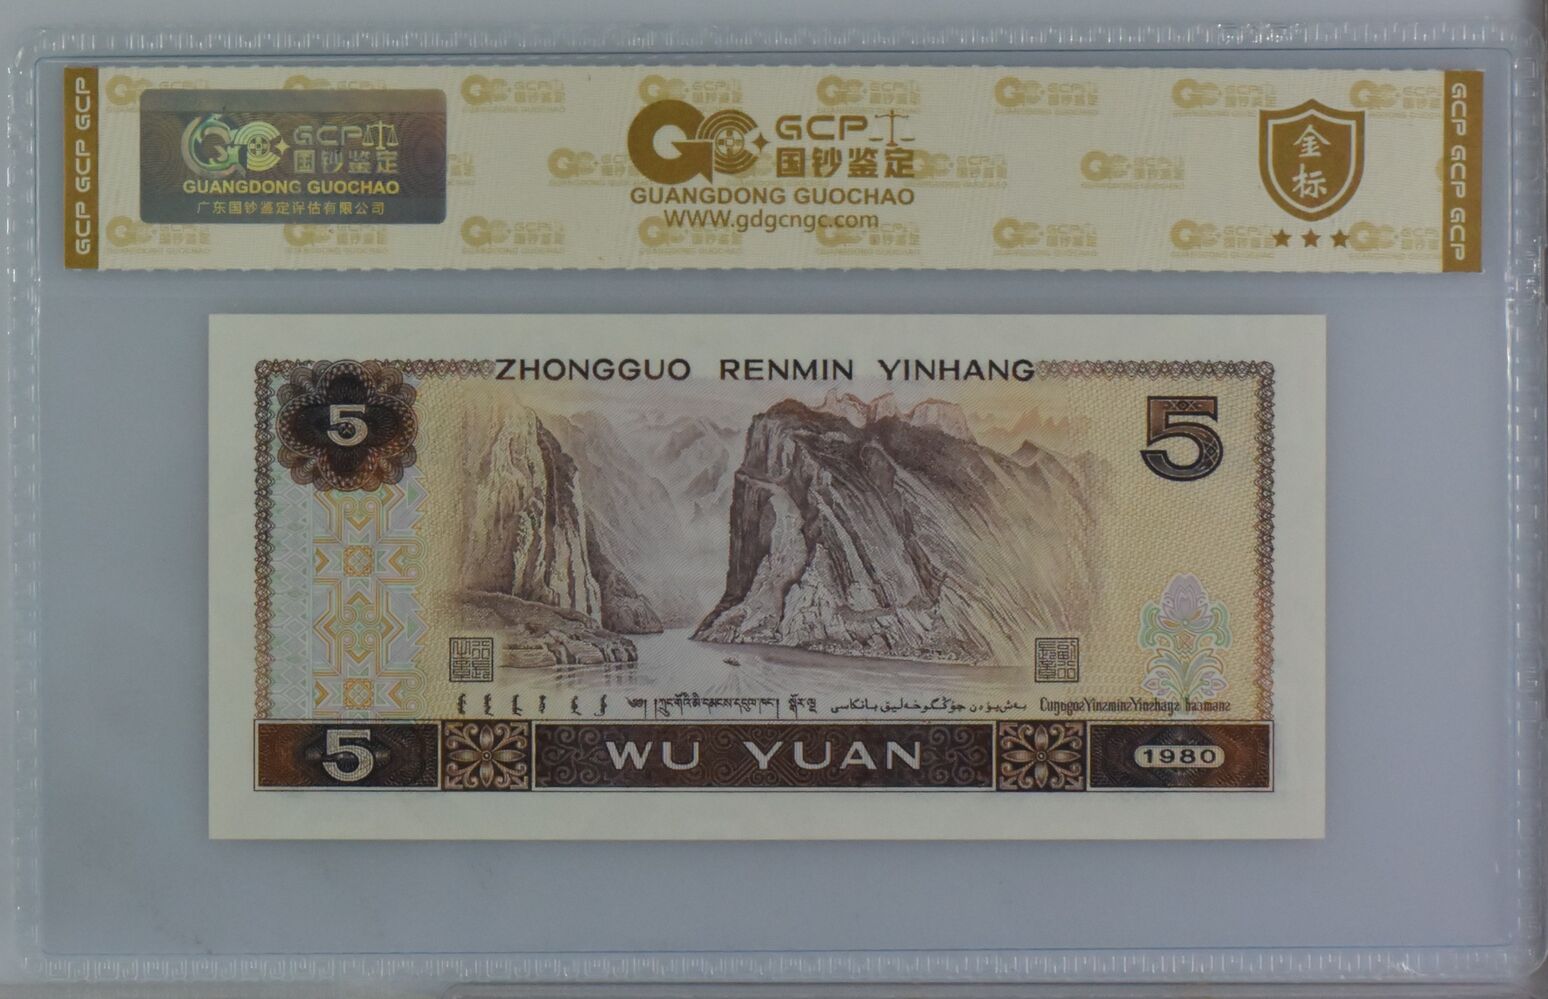 GCP GCP GCP
GCP
国钞鉴定
GUANGDONG GUOCHAO
广东国钞鉴定评估有限公司
GCP
国钞鉴定
GUANGDONG GUOCHAO
WWW.gdgcngc.com
金标
GCP GCP GCP
ZHONGGUO RENMIN YINHANG
5
5
5
WU YUAN
1980